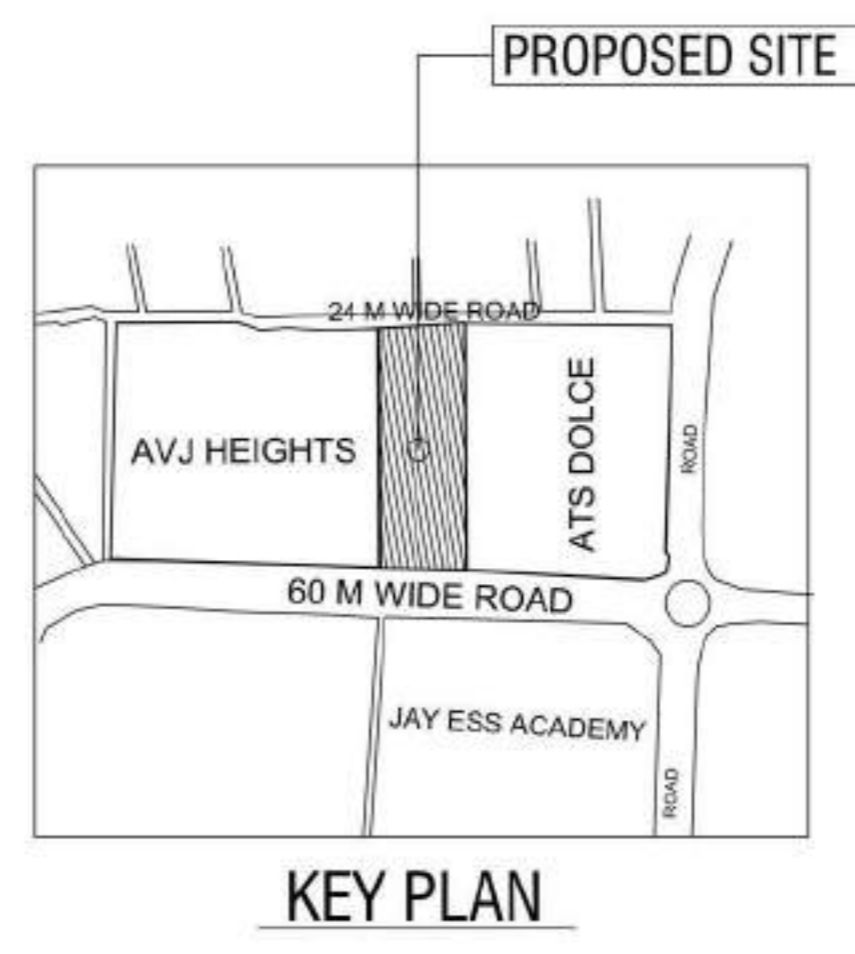 PROPOSED SITE
24 M WIDE ROAD
AVJ HEIGHTS
ATS DOLCE
ROAD
60 M WIDE ROAD
JAY ESS ACADEMY
ROAD
KEY PLAN